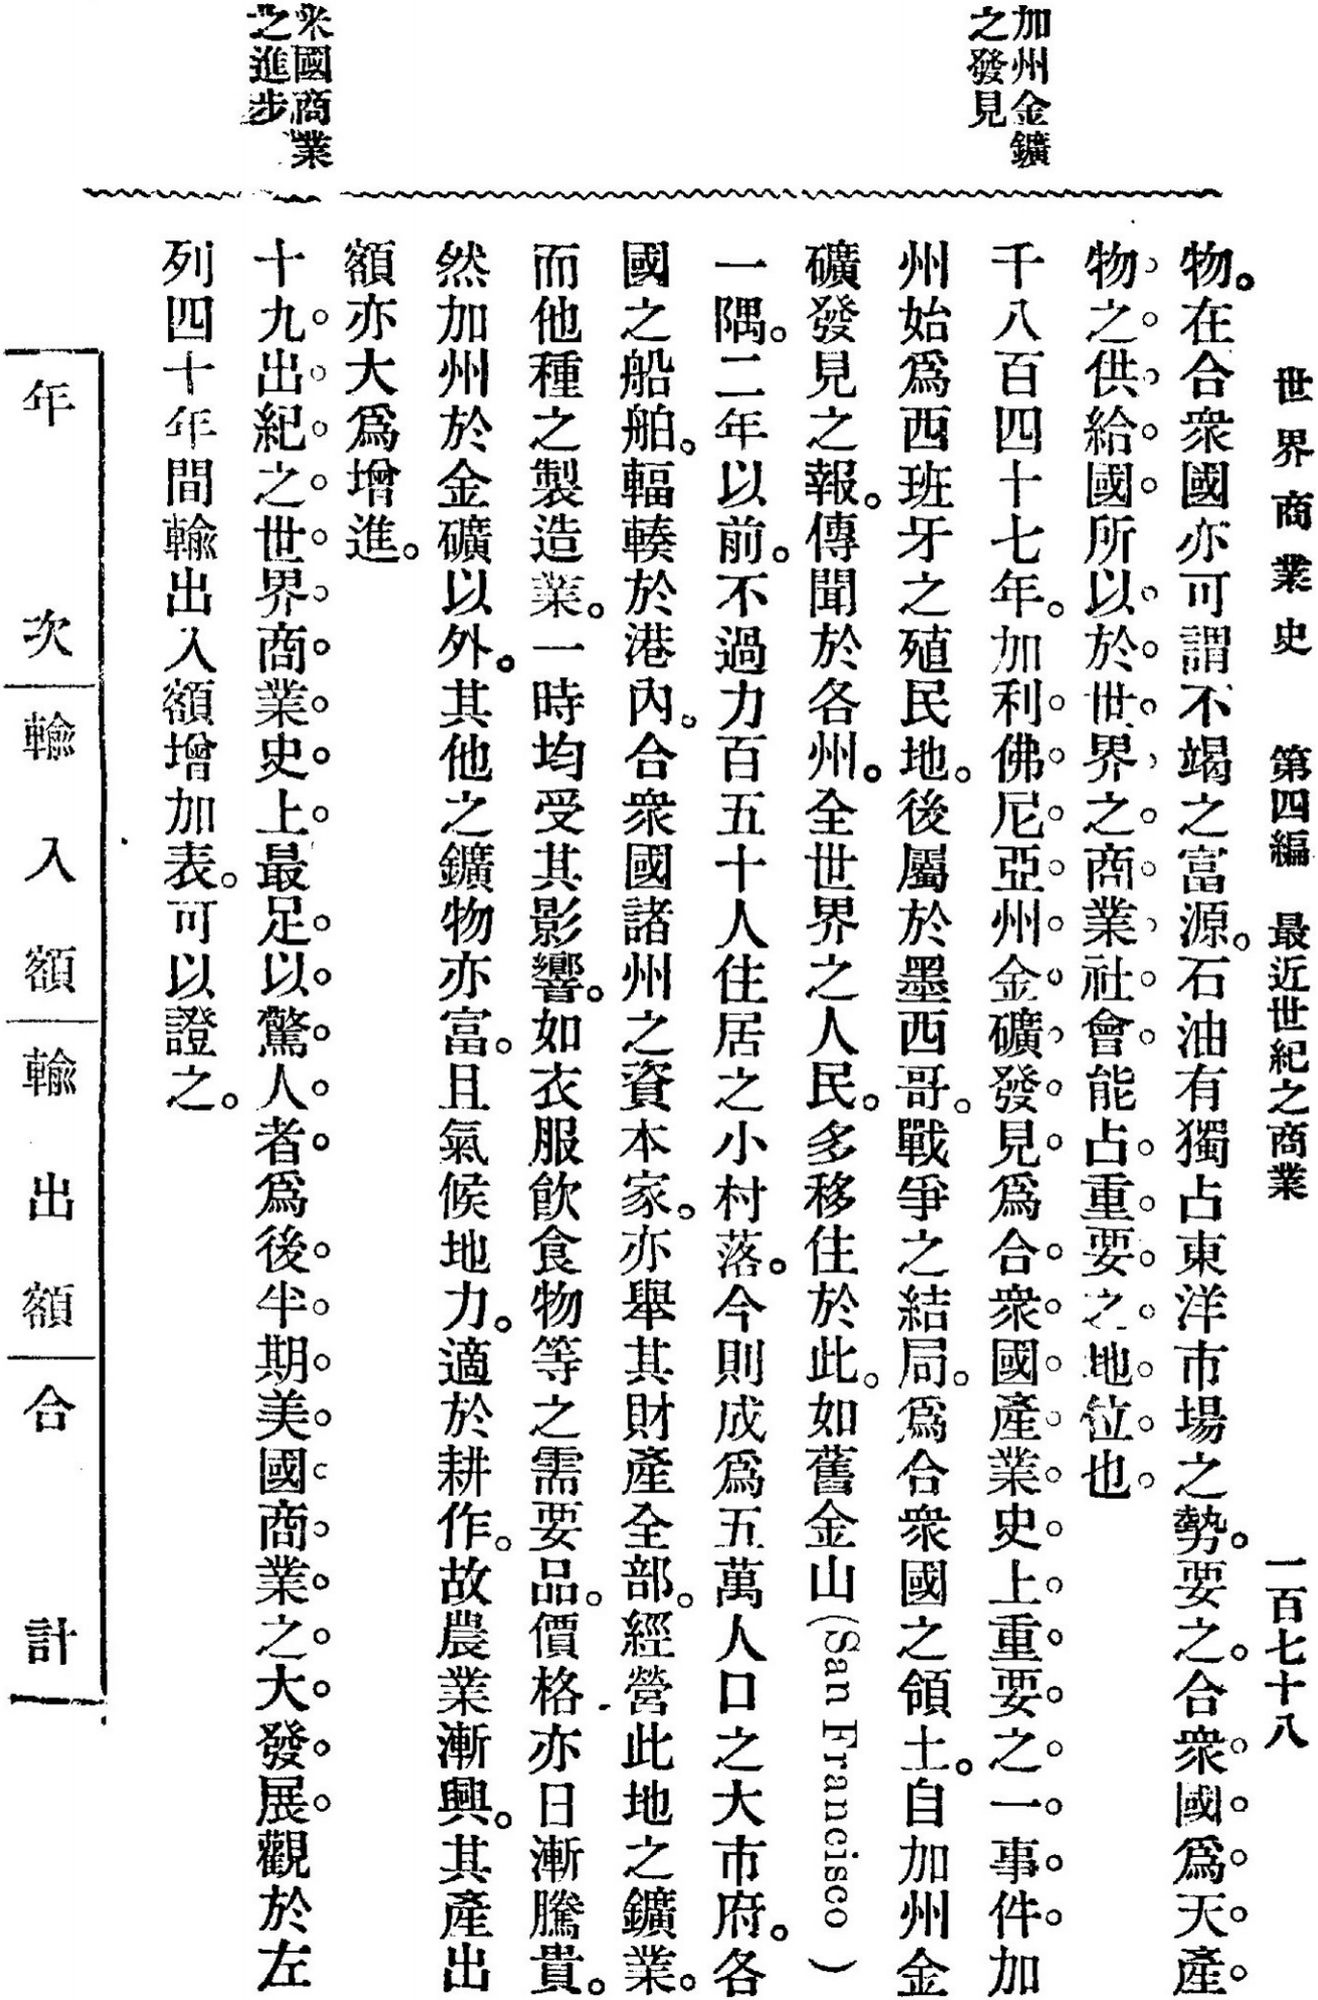 世界商業史　第四編　最近世紀之商業　一百七十八
加州金鑛
之發見
米國商業
之進步
物。在合衆國亦可謂不竭之富源。石油有獨占東洋市場之勢。要之。合衆國爲天產
物之供給國所以於世界之商業社會能占重要之地位也
千八百四十七年。加利佛尼亞州金礦發見爲合衆國產業史上重要之一事件加
州始爲西班牙之殖民地。後屬於墨西哥。戰爭之結局。爲合衆國之領土。自加州金
礦發見之報。傳聞於各州。全世界之人民。多移住於此。如舊金山(San Francisco)
一隅。二年以前。不過力百五十人住居之小村落。今則成爲五萬人口之大市府。各
國之船舶。輻輳於港內。合衆國諸州之資本家。亦舉其財產全部。經營此地之鑛業。
而他種之製造業。一時均受其影響。如衣服飲食物等之需要品。價格亦日漸騰貴。
然加州於金礦以外。其他之鑛物亦富。且氣候地力。適於耕作。故農業漸興。其產出
額亦大爲增進。
十九出紀之世界商業史上最足以驚人者爲後半期美國商業之大發展觀於左
列四十年間輸出入額增加表。可以證之。
年次
輸入額
輸出額
合計